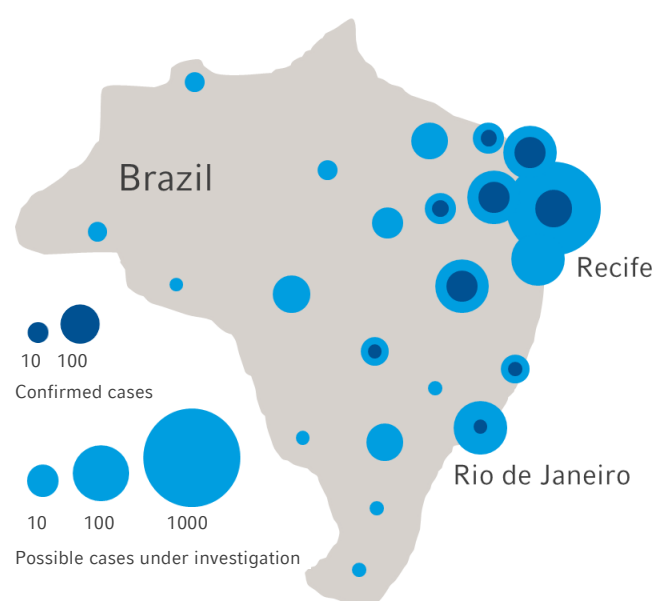 Brazil
Recife
10 100
Confirmed cases
Rio de Janeiro
10 100 1000
Possible cases under investigation